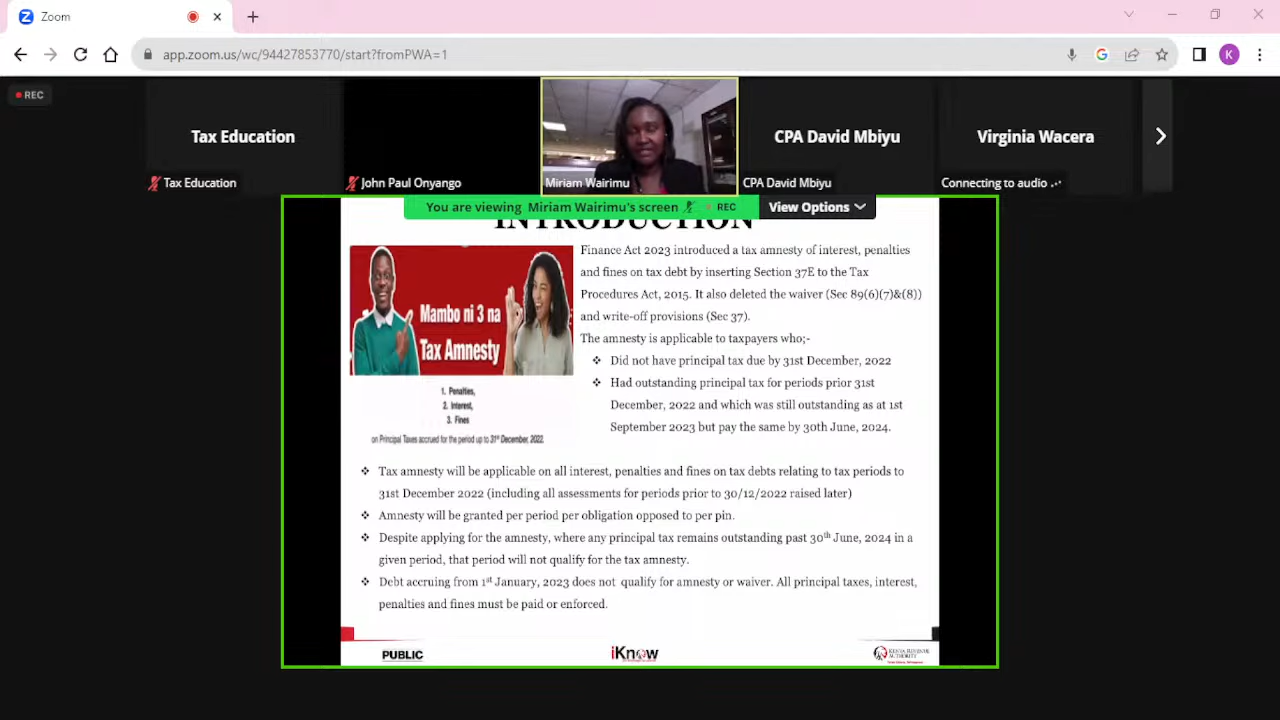 Zoom
app.zoom.us/wc/94427853770/start?fromPWA=1
K
REC
Tax Education
CPA David Mbiyu
Virginia Wacera
Tax Education
John Paul Onyango
Miriam Wairimu
CPA David Mbiyu
Connecting to audio
You are viewing Miriam Wairimu's screen
REC
View Options
INTRODUCTION
Finance Act 2023 introduced a tax amnesty of interest, penalties
and fines on tax debt by inserting Section 37E to the Tax
Procedures Act, 2015. It also deleted the waiver (Sec 89(6)(7)&(8))
and write-off provisions (Sec 37).
The amnesty is applicable to taxpayers who;-
❖ Did not have principal tax due by 31st December, 2022
❖ Had outstanding principal tax for periods prior 31st
December, 2022 and which was still outstanding as at 1st
September 2023 but pay the same by 30th June, 2024.
Mambo ni 3 na
Tax Amnesty
1. Penalties,
2. Interest,
3. Fines
on Principal Taxes accrued for the period up to 31st December, 2022.
❖ Tax amnesty will be applicable on all interest, penalties and fines on tax debts relating to tax periods to
31st December 2022 (including all assessments for periods prior to 30/12/2022 raised later)
❖ Amnesty will be granted per period per obligation opposed to per pin.
❖ Despite applying for the amnesty, where any principal tax remains outstanding past 30th June, 2024 in a
given period, that period will not qualify for the tax amnesty.
❖ Debt accruing from 1st January, 2023 does not qualify for amnesty or waiver. All principal taxes, interest,
penalties and fines must be paid or enforced.
PUBLIC
iKnow
KENYA REVENUE
AUTHORITY